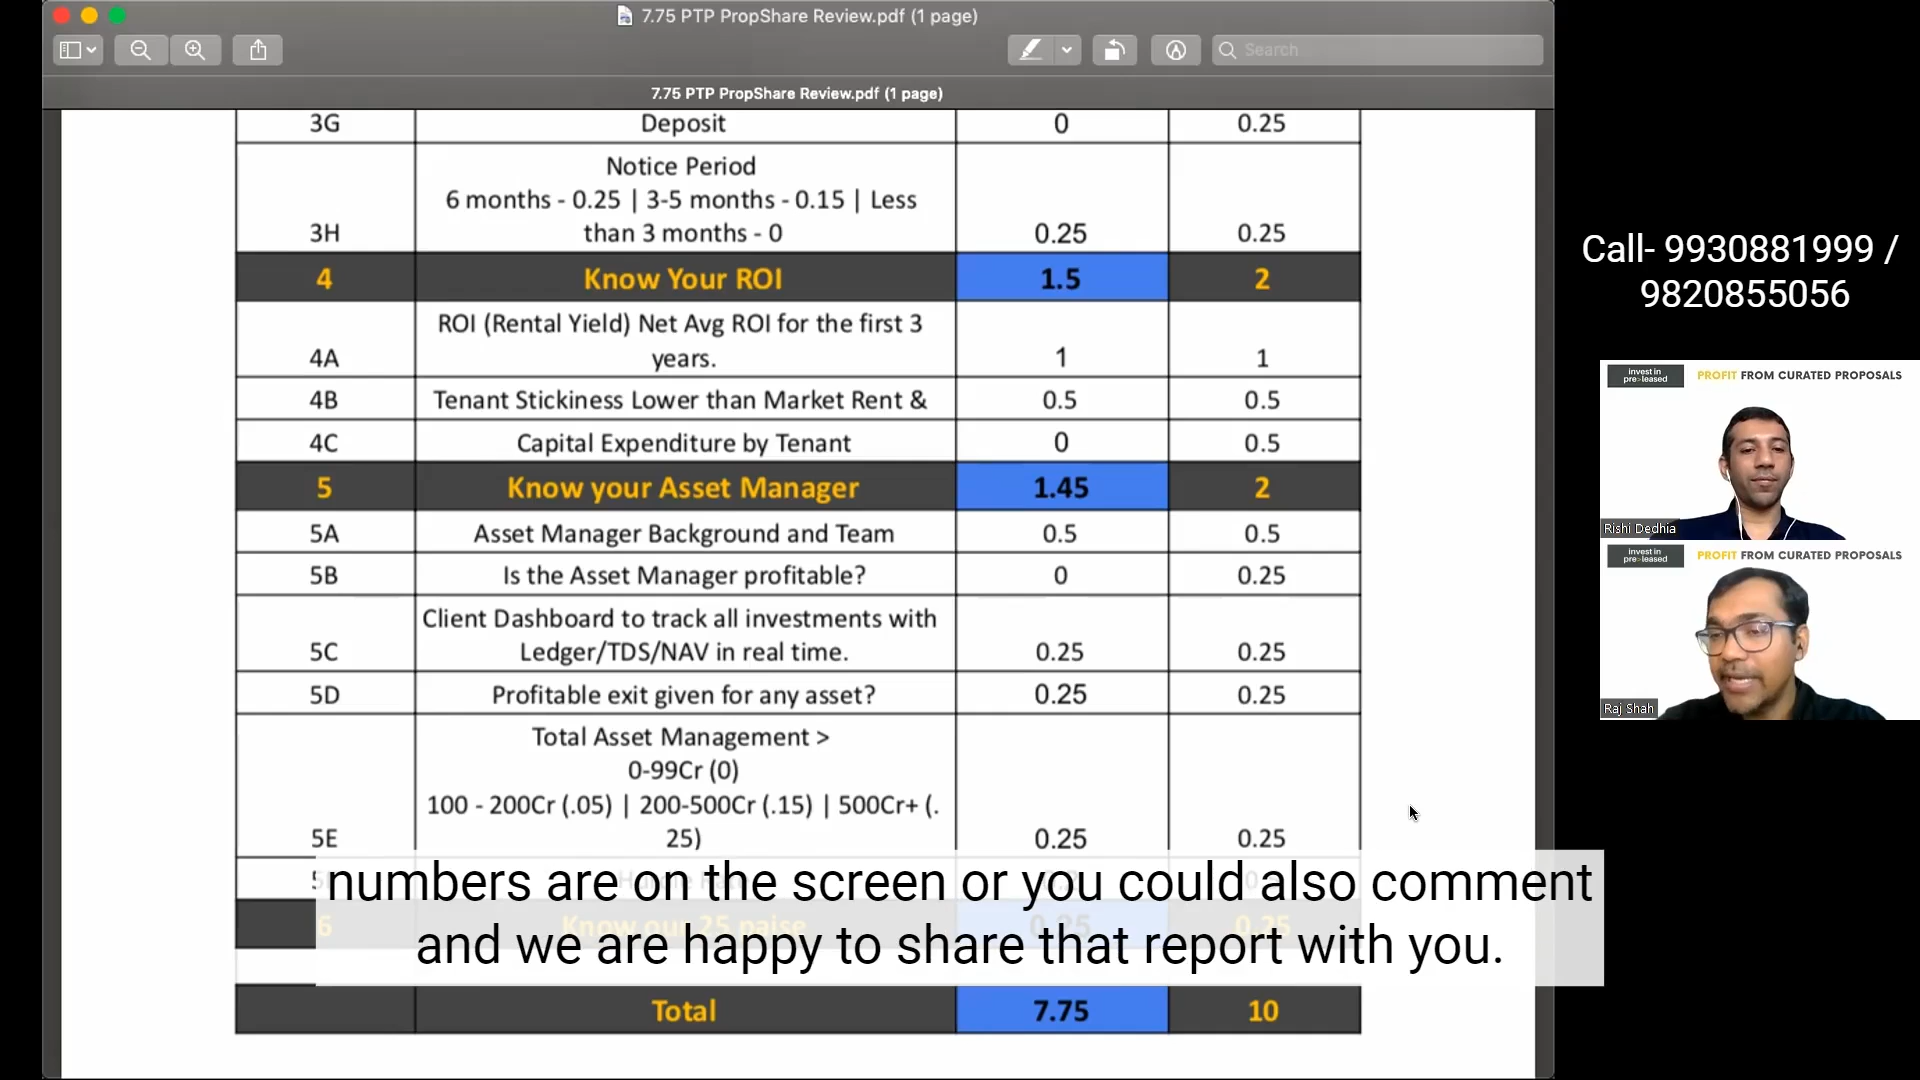 7.75 PTP PropShare Review.pdf (1 page)
Search
7.75 PTP PropShare Review.pdf (1 page)
3G Deposit 0 0.25
Notice Period
6 months - 0.25 | 3-5 months - 0.15 | Less
3H than 3 months - 0 0.25 0.25
4 Know Your ROI 1.5 2
ROI (Rental Yield) Net Avg ROI for the first 3
4A years. 1 1
4B Tenant Stickiness Lower than Market Rent & 0.5 0.5
4C Capital Expenditure by Tenant 0 0.5
5 Know your Asset Manager 1.45 2
5A Asset Manager Background and Team 0.5 0.5
5B Is the Asset Manager profitable? 0 0.25
Client Dashboard to track all investments with
5C Ledger/TDS/NAV in real time. 0.25 0.25
5D Profitable exit given for any asset? 0.25 0.25
Total Asset Management >
0-99Cr (0)
100 - 200Cr (.05) | 200-500Cr (.15) | 500Cr+ (.
5E 25) 0.25 0.25
6 Know our 25 paise 0.25 0.25
Total 7.75 10
numbers are on the screen or you could also comment
and we are happy to share that report with you.
Call- 9930881999 /
9820855056
invest in
pre-leased
PROFIT FROM CURATED PROPOSALS
Rishi Dedhia
invest in
pre-leased
PROFIT FROM CURATED PROPOSALS
Raj Shah